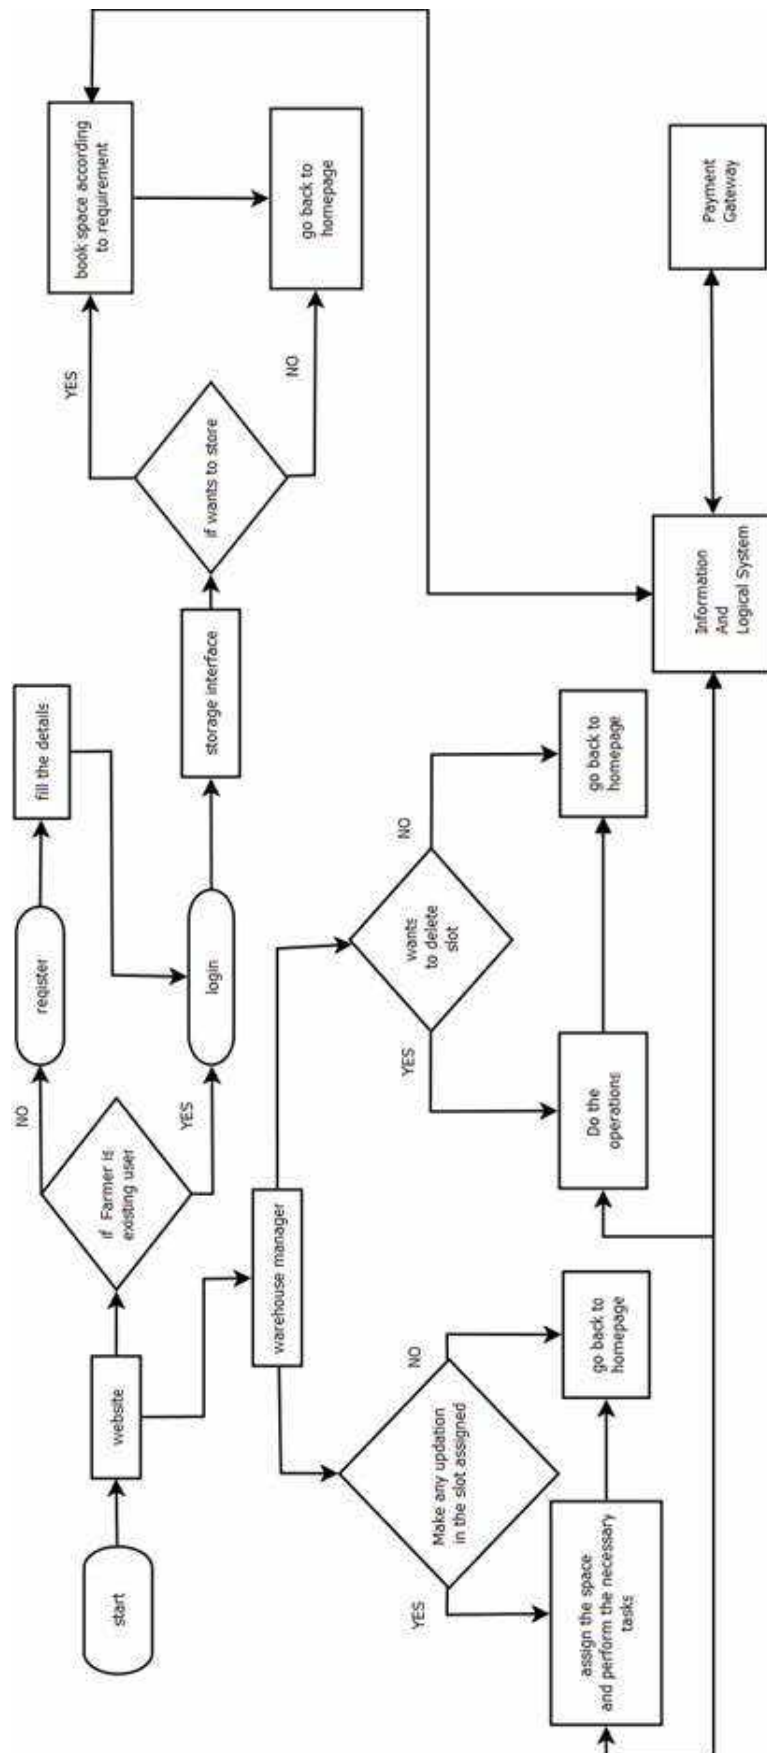 start
website
if Farmer is
existing user
NO
YES
register
login
fill the details
storage interface
if wants to store
YES
NO
book space according
to requirement
go back to
homepage
warehouse manager
Make any updation
in the slot assigned
YES
NO
assign the space
and perform the necessary
tasks
go back to
homepage
wants
to delete
slot
YES
NO
Do the
operations
go back to
homepage
Information
And
Logical System
Payment
Gateway